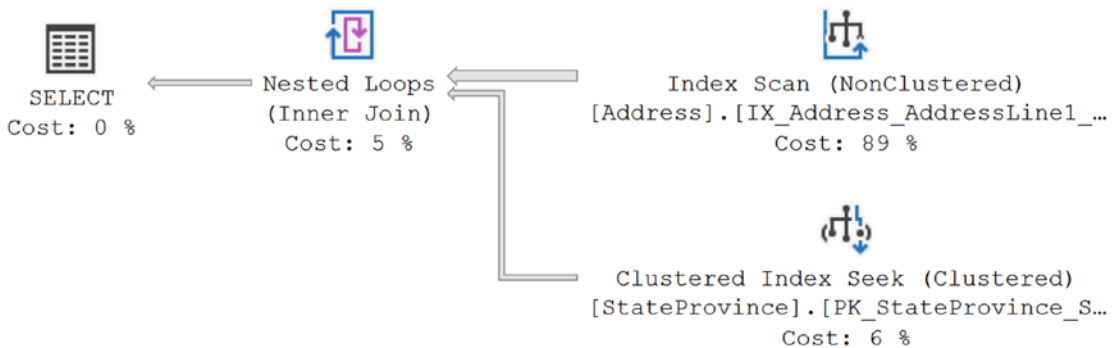 SELECT
Cost: 0 %
Nested Loops
(Inner Join)
Cost: 5 %
Index Scan (NonClustered)
[Address].[IX_Address_AddressLine1_…
Cost: 89 %
Clustered Index Seek (Clustered)
[StateProvince].[PK_StateProvince_S…
Cost: 6 %